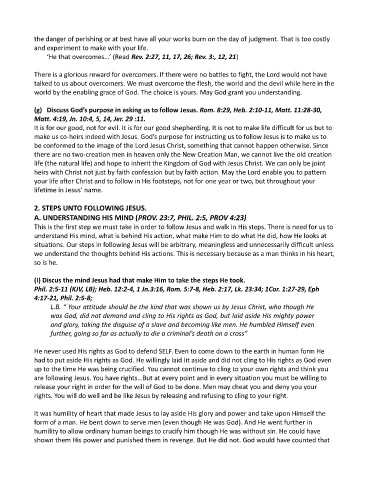 the danger of perishing or at best have all your works burn on the day of judgment. That is too costly
and experiment to make with your life.
'He that overcomes…' (Read Rev. 2:27, 11, 17, 26; Rev. 3:, 12, 21)
There is a glorious reward for overcomers. If there were no battles to fight, the Lord would not have
talked to us about overcomers. We must overcome the flesh, the world and the devil while here in the
world by the enabling grace of God. The choice is yours. May God grant you understanding.
(g) Discuss God's purpose in asking us to follow Jesus. Rom. 8:29, Heb. 2:10-11, Matt. 11:28-30,
Matt. 4:19, Jn. 10:4, 5, 14, Jer. 29 :11.
It is for our good, not for evil. It is for our good shepherding. It is not to make life difficult for us but to
make us co-heirs indeed with Jesus. God's purpose for instructing us to follow Jesus is to make us to
be conformed to the image of the Lord Jesus Christ, something that cannot happen otherwise. Since
there are no two-creation men in heaven only the New Creation Man, we cannot live the old creation
life (the natural life) and hope to inherit the Kingdom of God with Jesus Christ. We can only be joint
heirs with Christ not just by faith confession but by faith action. May the Lord enable you to pattern
your life after Christ and to follow in His footsteps, not for one year or two, but throughout your
lifetime in Jesus' name.
2. STEPS UNTO FOLLOWING JESUS.
A. UNDERSTANDING HIS MIND (PROV. 23:7, PHIL. 2:5, PROV 4:23)
This is the first step we must take in order to follow Jesus and walk in His steps. There is need for us to
understand His mind, what is behind His action, what make Him to do what He did, how He looks at
situations. Our steps in following Jesus will be arbitrary, meaningless and unnecessarily difficult unless
we understand the thoughts behind His actions. This is necessary because as a man thinks in his heart,
so is he.
(I) Discus the mind Jesus had that make Him to take the steps He took.
Phil. 2:5-11 (KJV, LB); Heb. 12:2-4, 1 Jn.3:16, Rom. 5:7-8, Heb. 2:17, Lk. 23:34; 1Cor. 1:27-29, Eph
4:17-21, Phil. 2:5-8;
L.B. " Your attitude should be the kind that was shown us by Jesus Christ, who though He
was God, did not demand and cling to His rights as God, but laid aside His mighty power
and glory, taking the disguise of a slave and becoming like men. He humbled Himself even
further, going so far as actually to die a criminal's death on a cross"
He never used His rights as God to defend SELF. Even to come down to the earth in human form He
had to put aside His rights as God. He willingly laid It aside and did not cling to His rights as God even
up to the time He was being crucified. You cannot continue to cling to your own rights and think you
are following Jesus. You have rights…But at every point and in every situation you must be willing to
release your right in order for the will of God to be done. Men may cheat you and deny you your
rights. You will do well and be like Jesus by releasing and refusing to cling to your right.
It was humility of heart that made Jesus to lay aside His glory and power and take upon Himself the
form of a man. He bent down to serve men (even though He was God). And He went further in
humility to allow ordinary human beings to crucify him though He was without sin. He could have
shown them His power and punished them in revenge. But He did not. God would have counted that